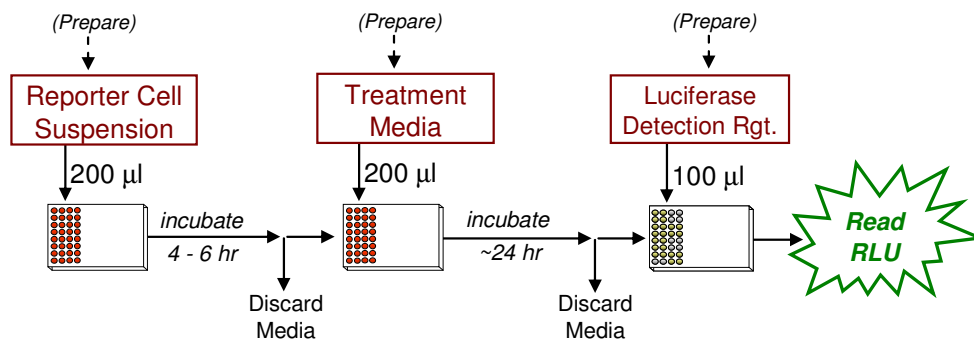 (Prepare)
Reporter Cell
Suspension
200 µl
incubate
4 - 6 hr
Discard
Media
(Prepare)
Treatment
Media
200 µl
incubate
~24 hr
Discard
Media
(Prepare)
Luciferase
Detection Rgt.
100 µl
Read
RLU